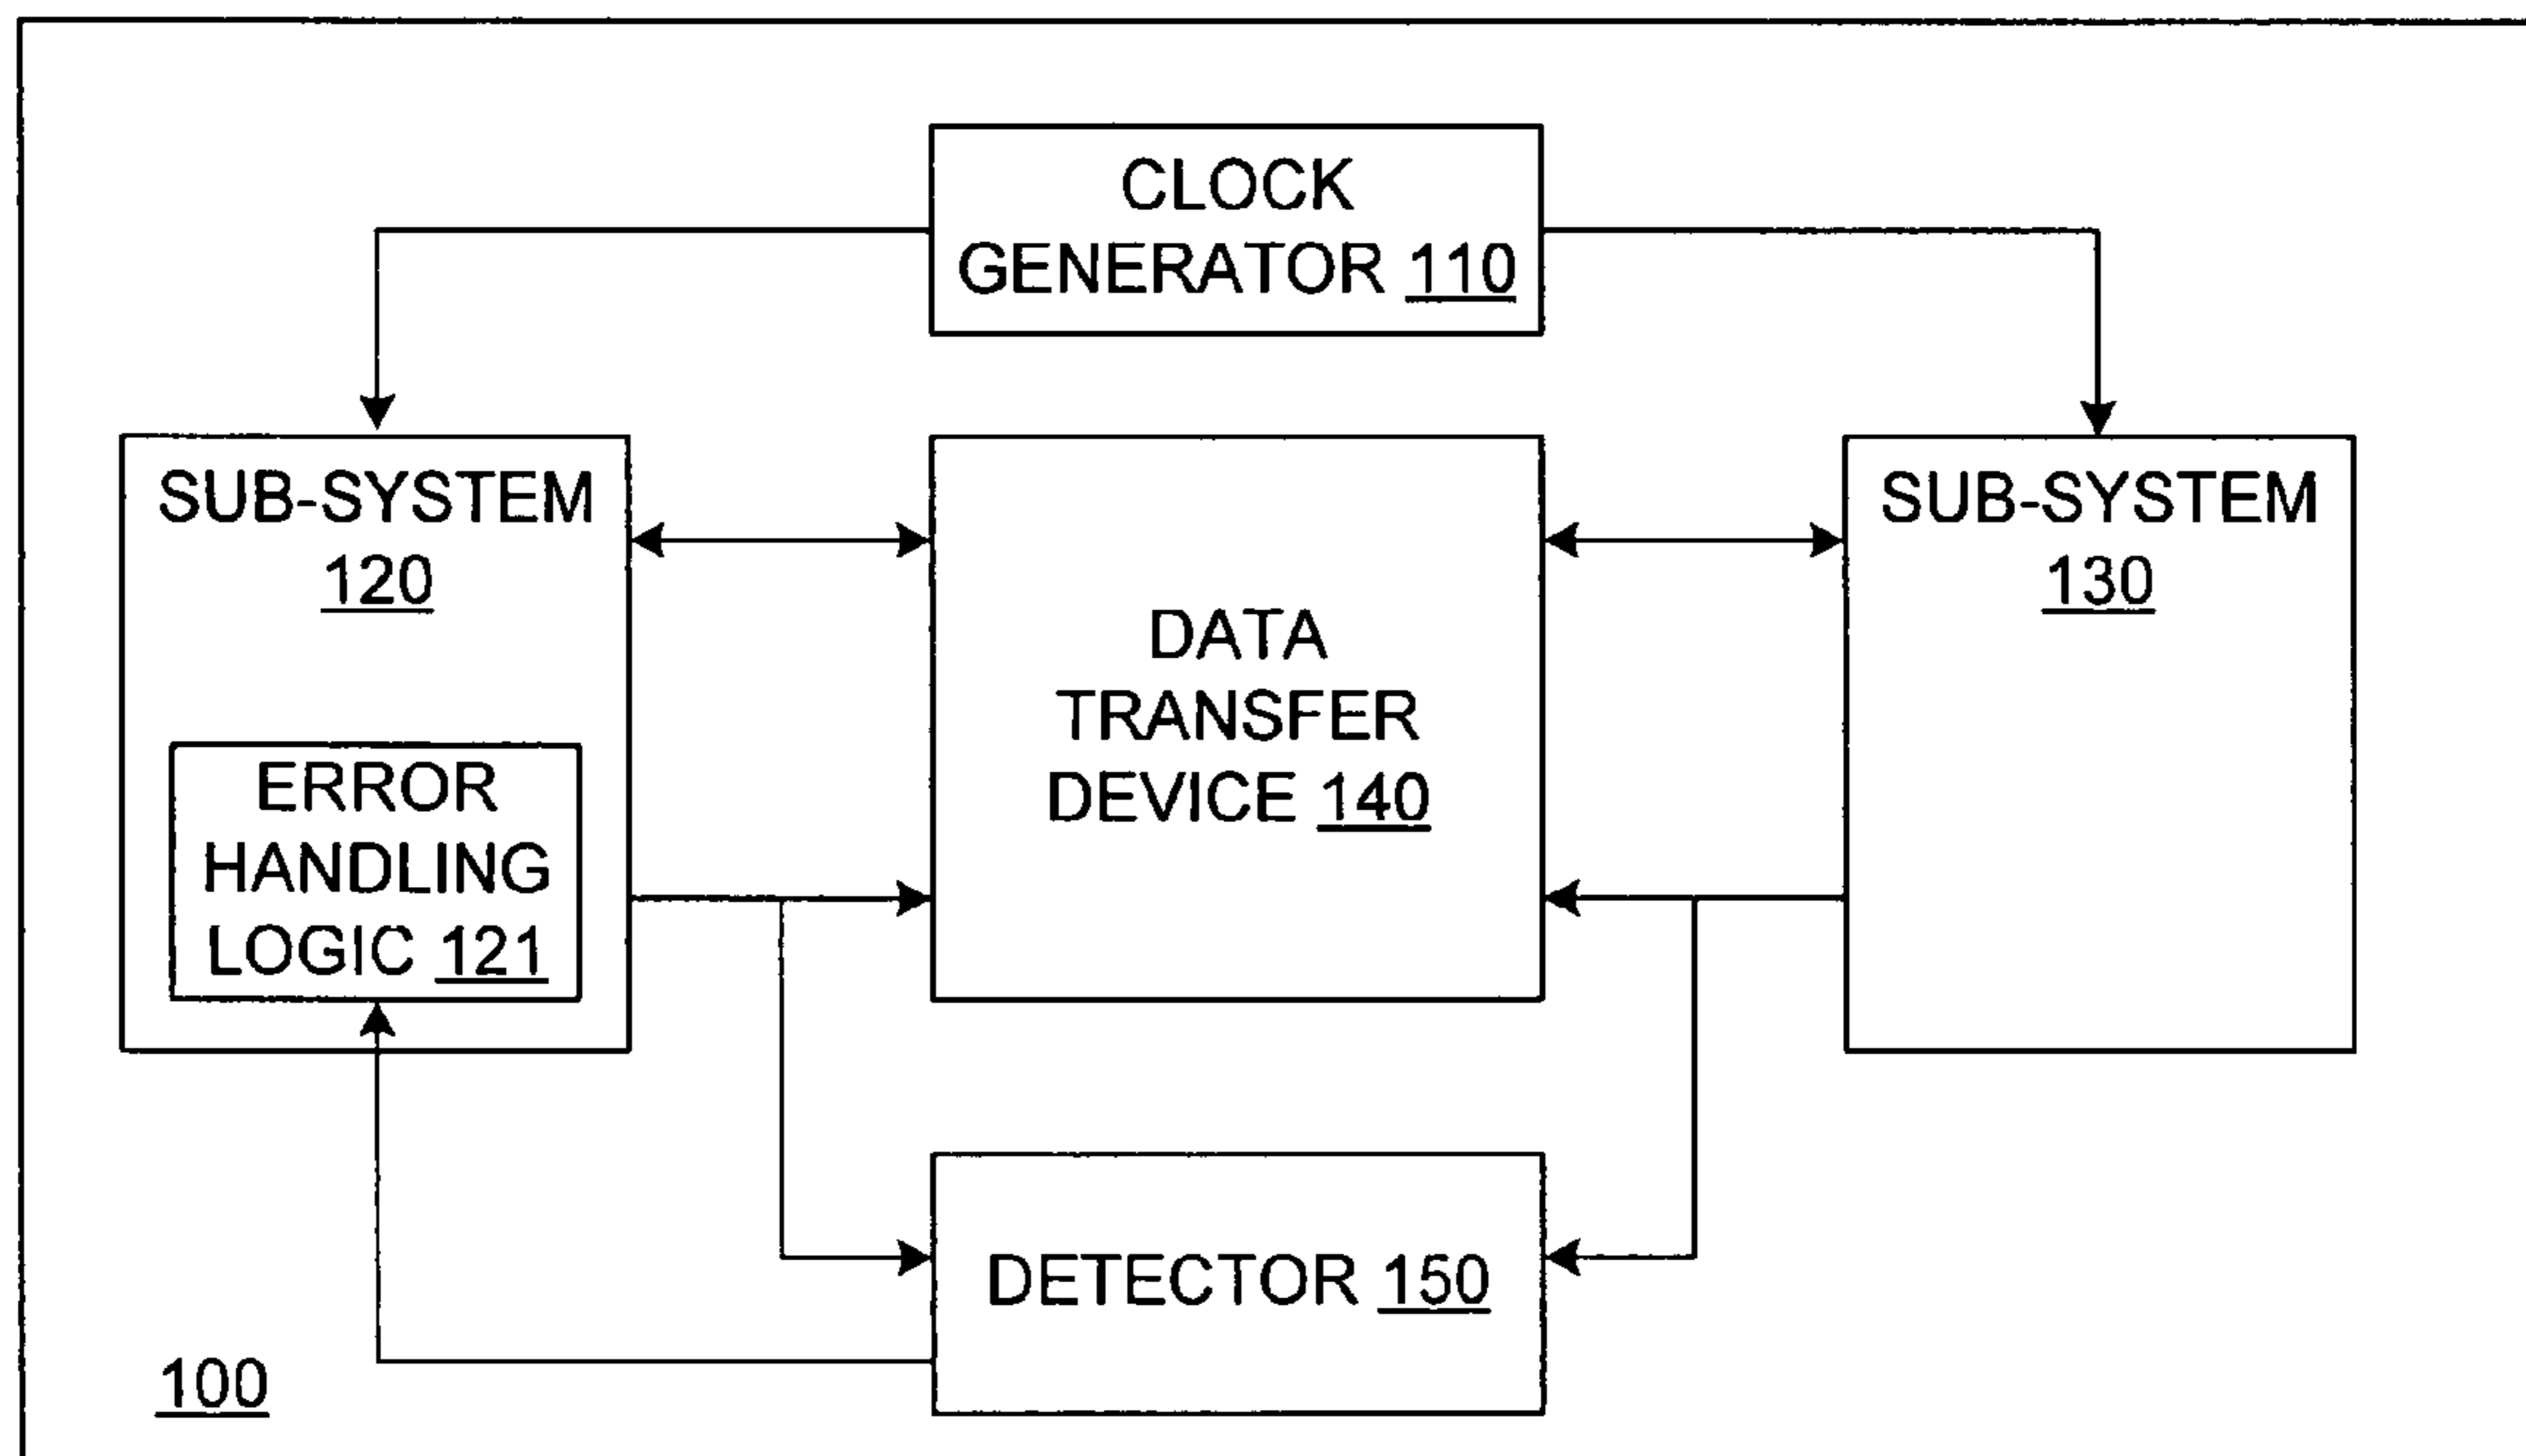 CLOCK
GENERATOR 110
SUB-SYSTEM
120
ERROR
HANDLING
LOGIC 121
DATA
TRANSFER
DEVICE 140
SUB-SYSTEM
130
DETECTOR 150
100